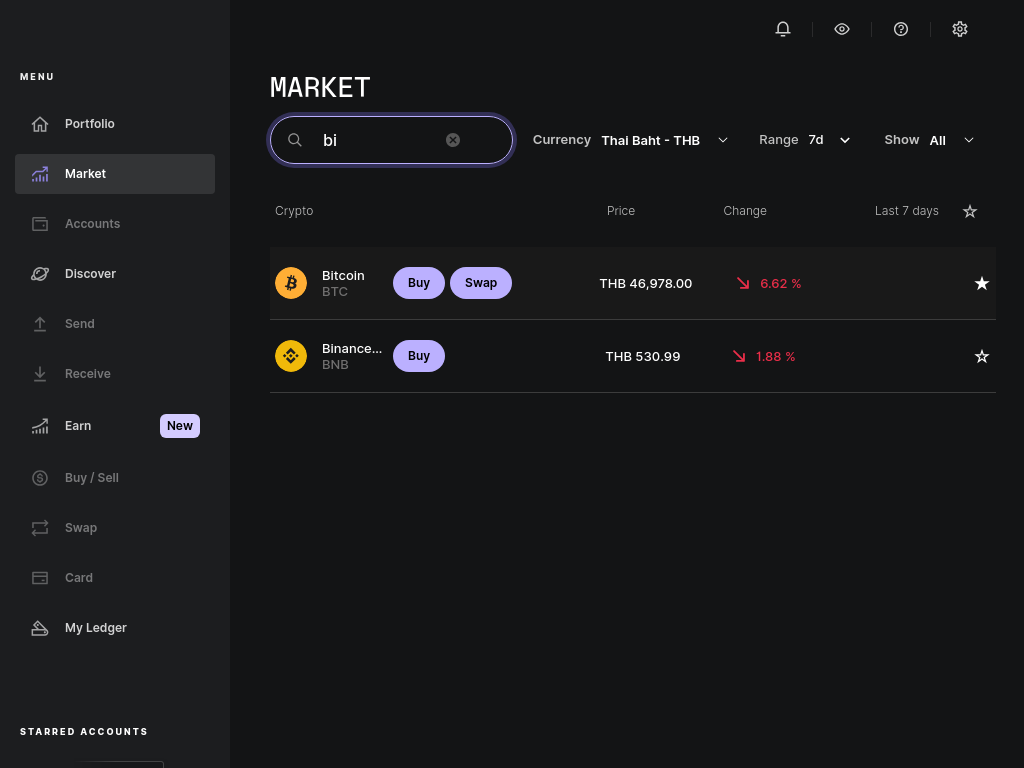 MENU
Portfolio
Market
Accounts
Discover
Send
Receive
Earn New
Buy / Sell
Swap
Card
My Ledger
STARRED ACCOUNTS
MARKET
bi
Currency Thai Baht - THB
Range 7d
Show All
Crypto Price Change Last 7 days
Bitcoin
BTC
Buy Swap THB 46,978.00 6.62 %
Binance...
BNB
Buy THB 530.99 1.88 %